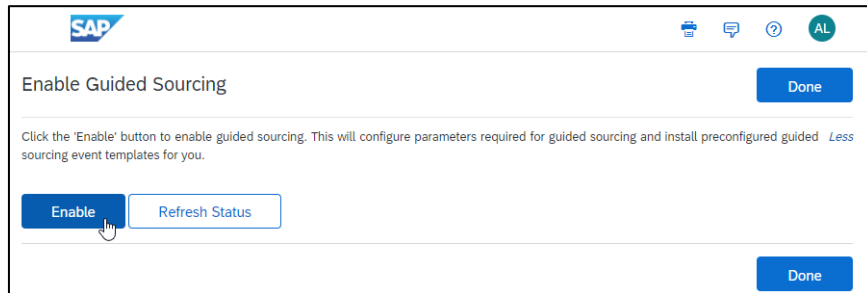 SAP
AL
Enable Guided Sourcing
Done
Click the 'Enable' button to enable guided sourcing. This will configure parameters required for guided sourcing and install preconfigured guided Less
sourcing event templates for you.
Enable
Refresh Status
Done